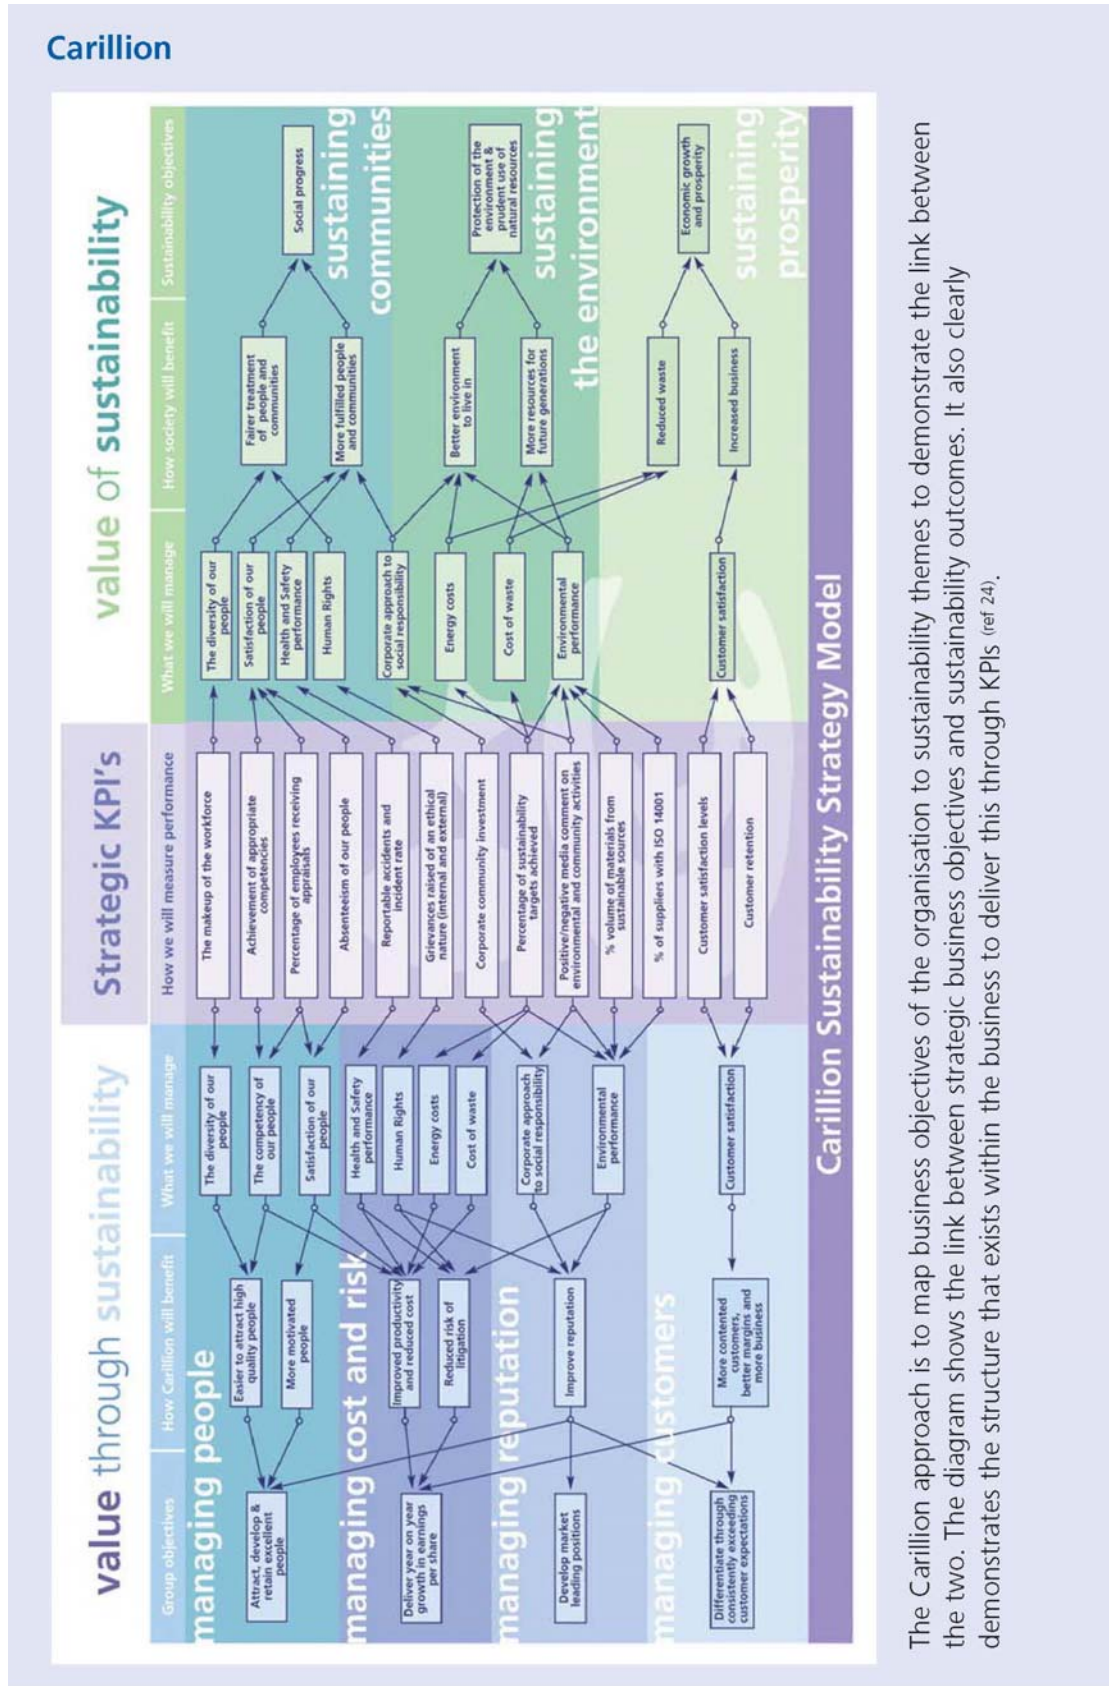 Carillion
value through sustainability
Strategic KPI's
value of sustainability
Group objectives
How Carillion will benefit
What we will manage
How we will measure performance
What we will manage
How society will benefit
Sustainability objectives
managing people
Attract, develop &
retain excellent
people
Easier to attract high
quality people
More motivated
people
The diversity of our
people
The competency of
our people
Satisfaction of our
people
managing cost and risk
Deliver year on year
growth in earnings
per share
Improved productivity
and reduced cost
Reduced risk of
litigation
Health and Safety
performance
Human Rights
Energy costs
Cost of waste
managing reputation
Develop market
leading positions
Improve reputation
Corporate approach
to social responsibility
Environmental
performance
managing customers
Differentiate through
consistently exceeding
customer expectations
More contented
customers,
better margins and
more business
Customer satisfaction
The makeup of the workforce
Achievement of appropriate
competencies
Percentage of employees receiving
appraisals
Absenteeism of our people
Reportable accidents and
incident rate
Grievances raised of an ethical
nature (internal and external)
Corporate community investment
Percentage of sustainability
targets achieved
Positive/negative media comment on
environmental and community activities
% volume of materials from
sustainable sources
% of suppliers with ISO 14001
Customer satisfaction levels
Customer retention
The diversity of our
people
Satisfaction of our
people
Health and Safety
performance
Human Rights
Corporate approach to
social responsibility
Energy costs
Cost of waste
Environmental
performance
Customer satisfaction
Fairer treatment
of people and
communities
More fulfilled people
and communities
Better environment
to live in
More resources for
future generations
Reduced waste
Increased business
Social progress
sustaining
communities
Protection of the
environment &
prudent use of
natural resources
sustaining
the environment
Economic growth
and prosperity
sustaining
prosperity
Carillion Sustainability Strategy Model
The Carillion approach is to map business objectives of the organisation to sustainability themes to demonstrate the link between
the two. The diagram shows the link between strategic business objectives and sustainability outcomes. It also clearly
demonstrates the structure that exists within the business to deliver this through KPIs (ref 24).